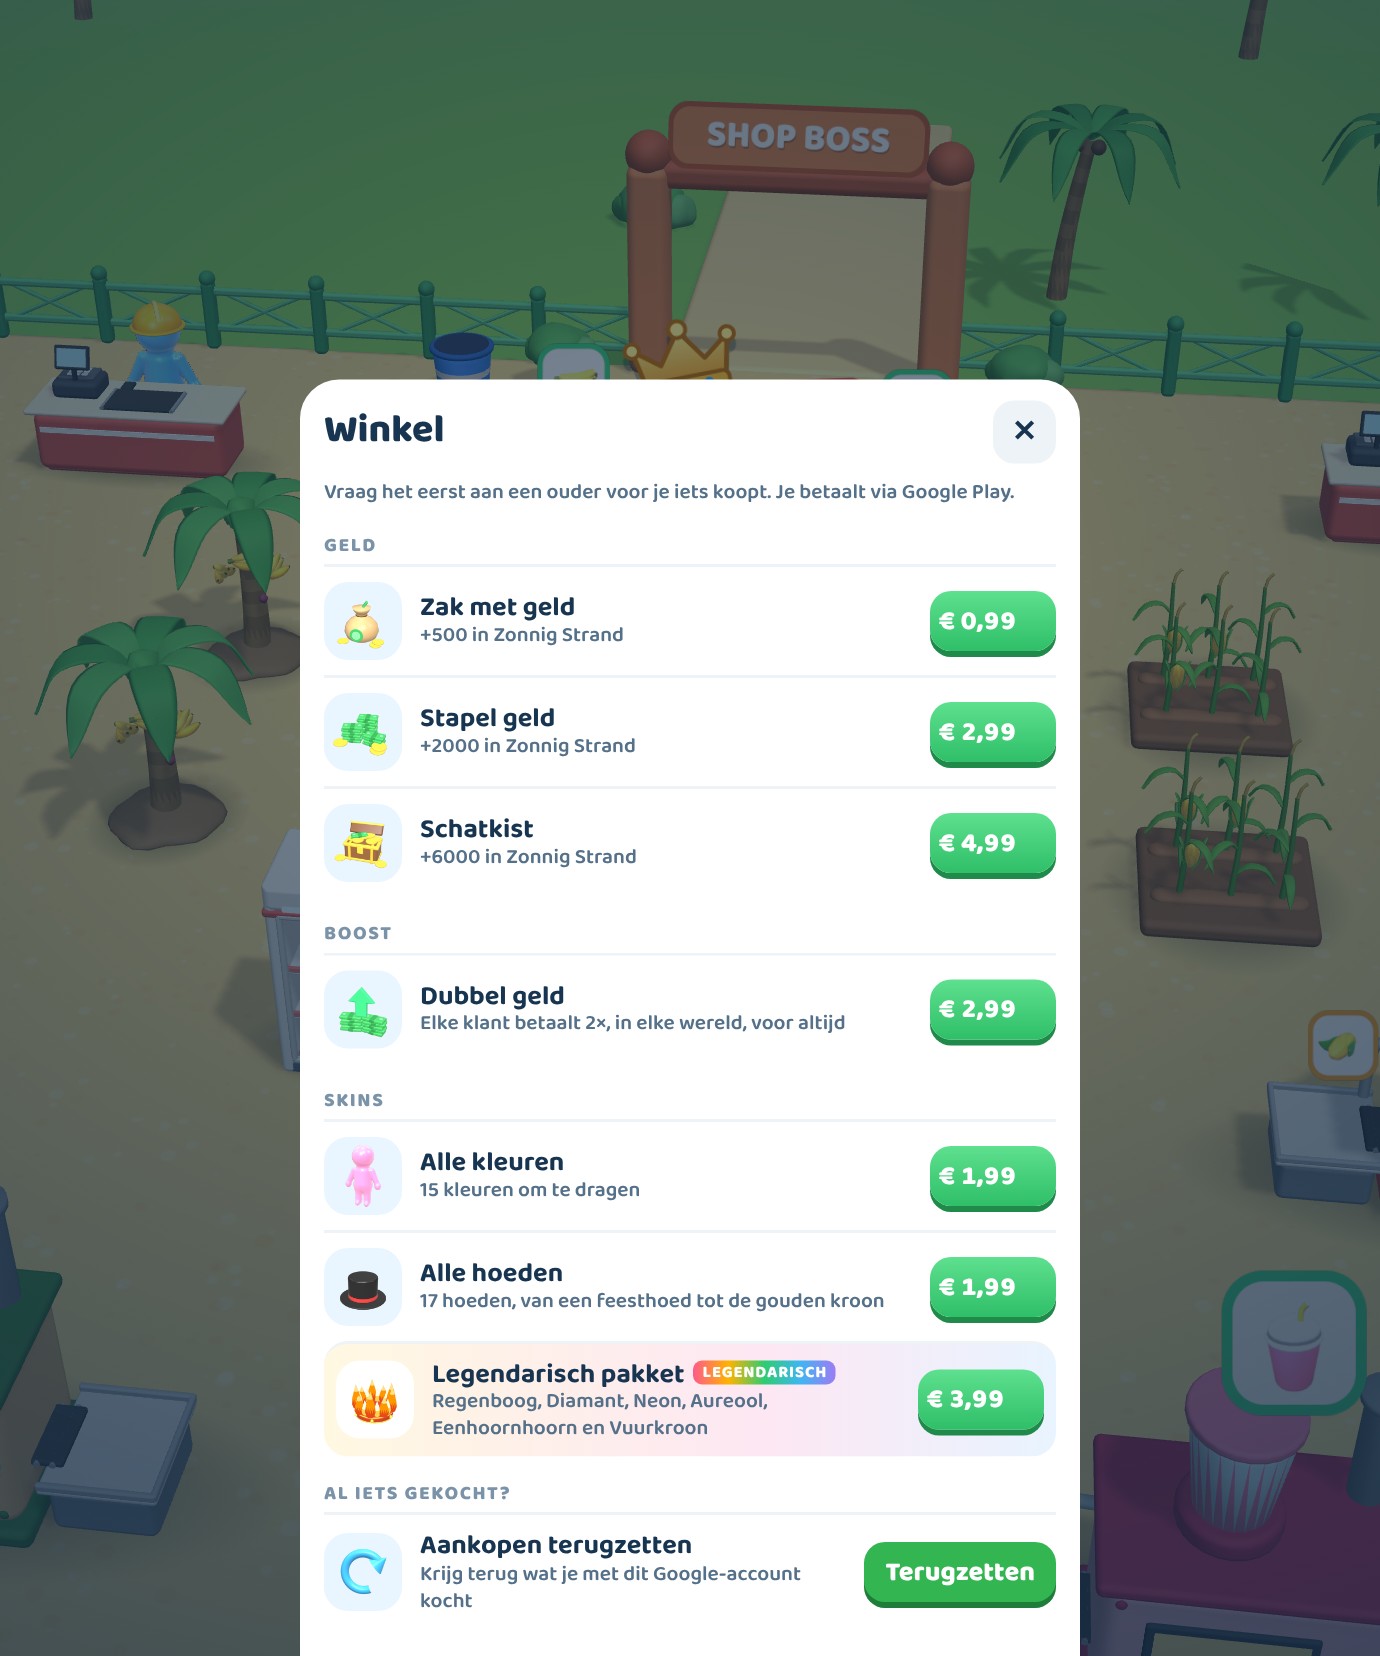 SHOP BOSS
Winkel
Vraag het eerst aan een ouder voor je iets koopt. Je betaalt via Google Play.
GELD
Zak met geld
+500 in Zonnig Strand
€ 0,99
Stapel geld
+2000 in Zonnig Strand
€ 2,99
Schatkist
+6000 in Zonnig Strand
€ 4,99
BOOST
Dubbel geld
Elke klant betaalt 2×, in elke wereld, voor altijd
€ 2,99
SKINS
Alle kleuren
15 kleuren om te dragen
€ 1,99
Alle hoeden
17 hoeden, van een feesthoed tot de gouden kroon
€ 1,99
Legendarisch pakket LEGENDARISCH
Regenboog, Diamant, Neon, Aureool,
Eenhoornhoorn en Vuurkroon
€ 3,99
AL IETS GEKOCHT?
Aankopen terugzetten
Krijg terug wat je met dit Google-account
kocht
Terugzetten